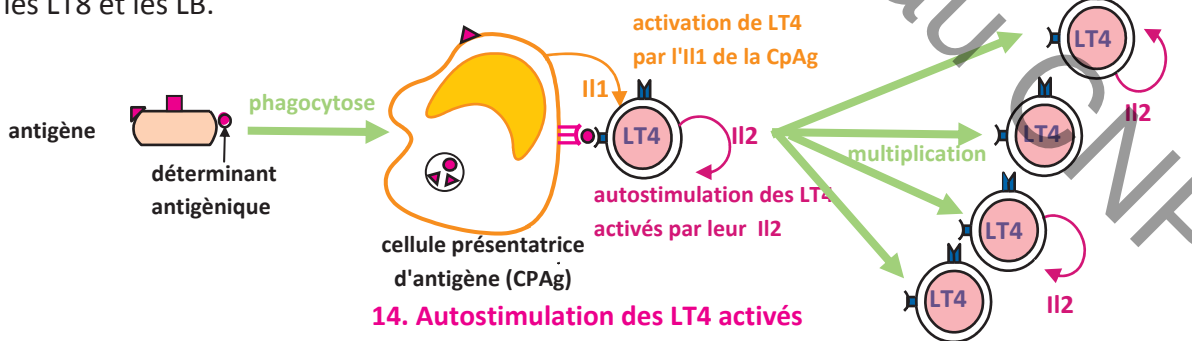 les LT8 et les LB.
activation de LT4
par l'Il1 de la CpAg
antigène
phagocytose
déterminant
antigènique
Il1
LT4
Il2
autostimulation des LT4
activés par leur Il2
cellule présentatrice
d'antigène (CPAg)
multiplication
LT4
Il2
LT4
LT4
Il2
LT4
14. Autostimulation des LT4 activés
au CNP